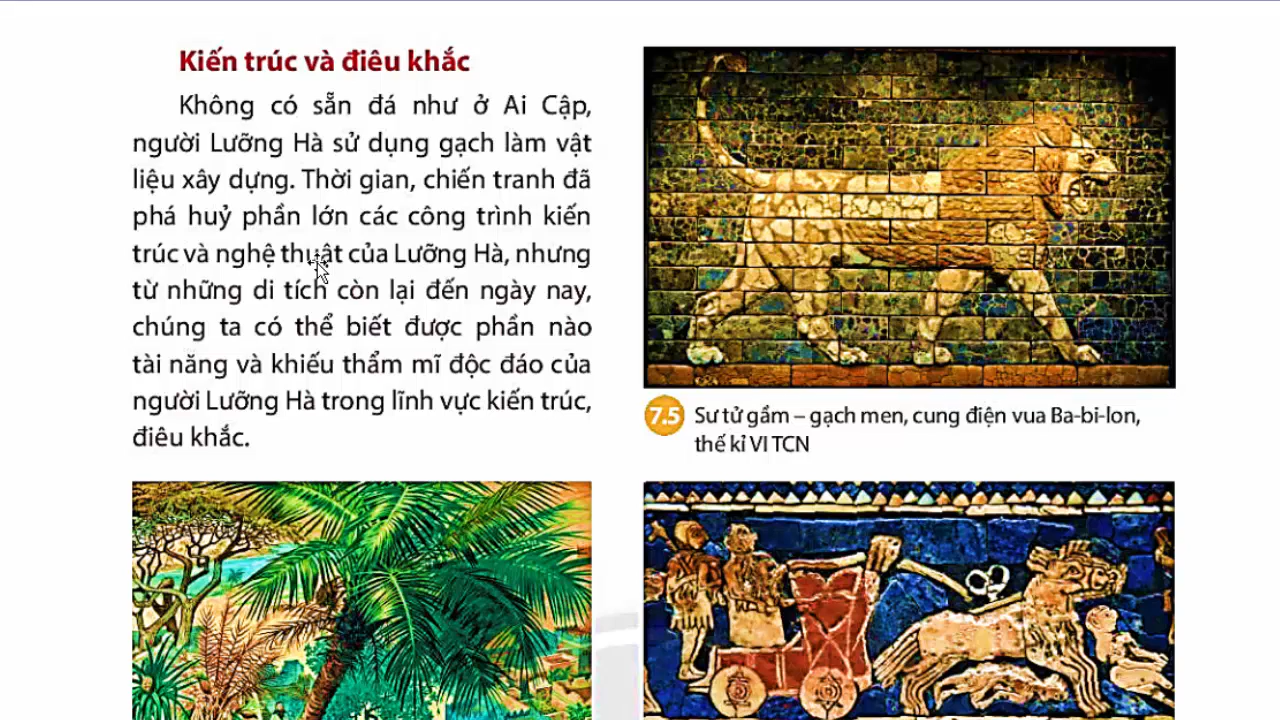 Kiến trúc và điêu khắc
Không có sẵn đá như ở Ai Cập,
người Lưỡng Hà sử dụng gạch làm vật
liệu xây dựng. Thời gian, chiến tranh đã
phá huỷ phần lớn các công trình kiến
trúc và nghệ thuật của Lưỡng Hà, nhưng
từ những di tích còn lại đến ngày nay,
chúng ta có thể biết được phần nào
tài năng và khiếu thẩm mĩ độc đáo của
người Lưỡng Hà trong lĩnh vực kiến trúc,
điêu khắc.
7.5 Sư tử gầm – gạch men, cung điện vua Ba-bi-lon,
thế kỉ VI TCN